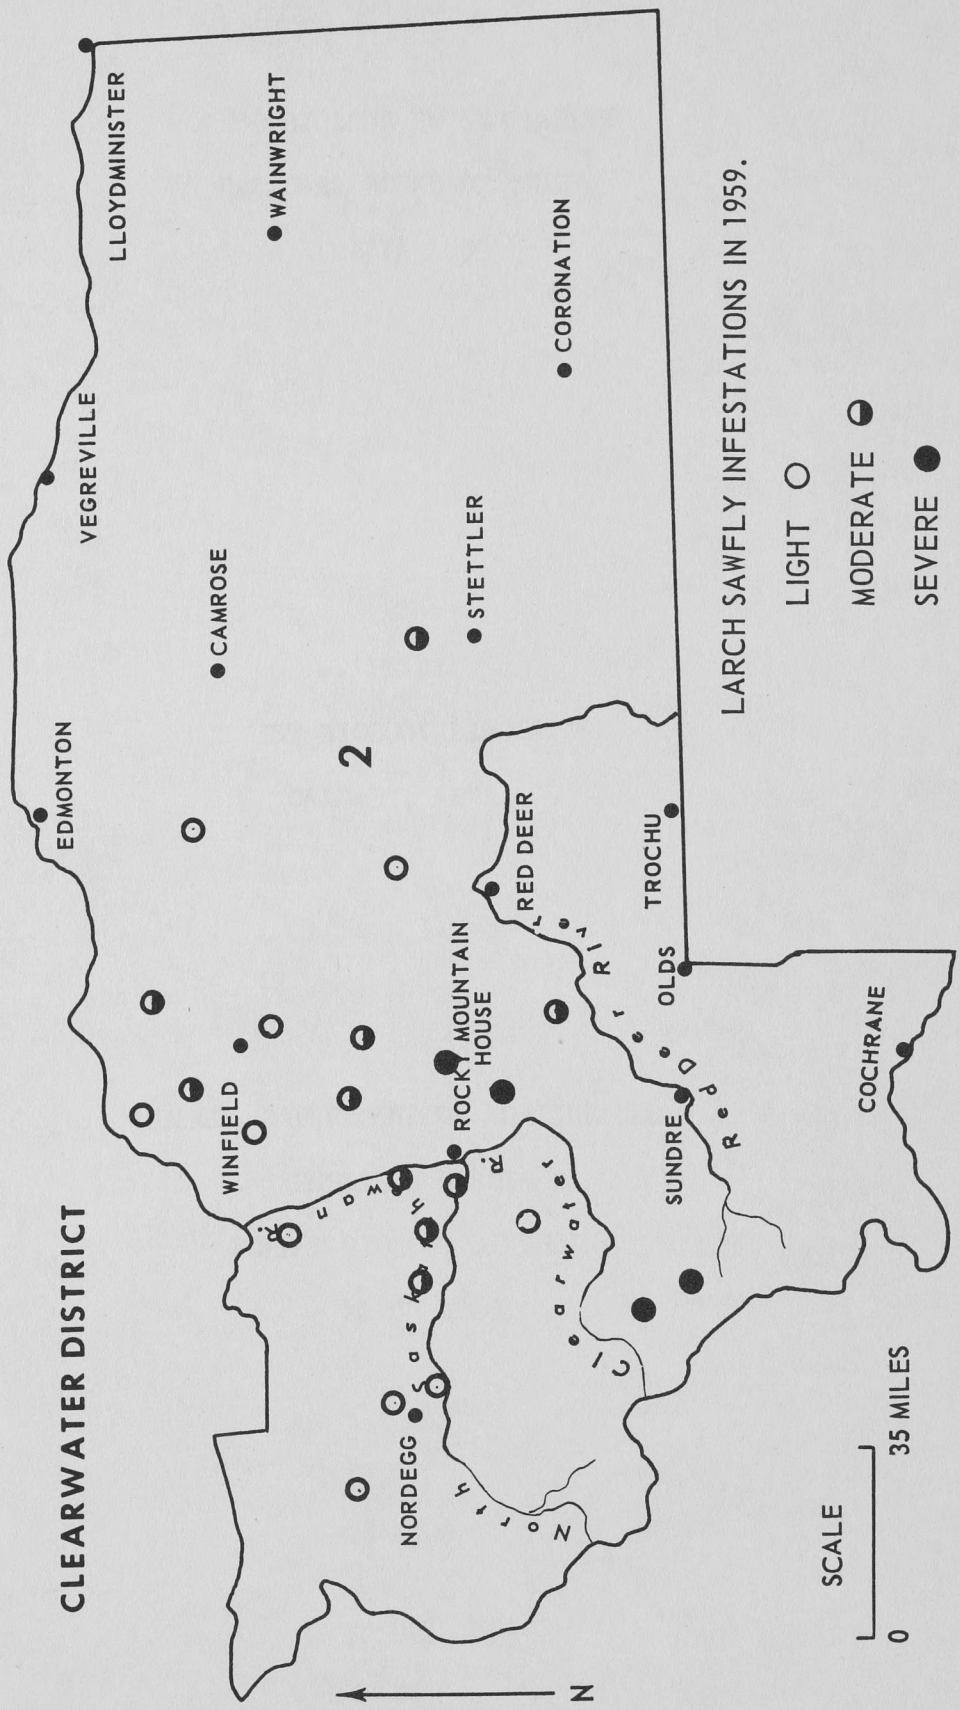 CLEARWATER DISTRICT
LLOYDMINISTER
VEGREVILLE
EDMONTON
WAINWRIGHT
CAMROSE
WINFIELD
2
CORONATION
STETTLER
RED DEER
ROCKY MOUNTAIN
HOUSE
NORDEGG
North Saskatchewan R.
Clearwater R.
Red Deer River
TROCHU
OLDS
SUNDRE
COCHRANE
N
SCALE
0 35 MILES
LARCH SAWFLY INFESTATIONS IN 1959.
LIGHT
MODERATE
SEVERE